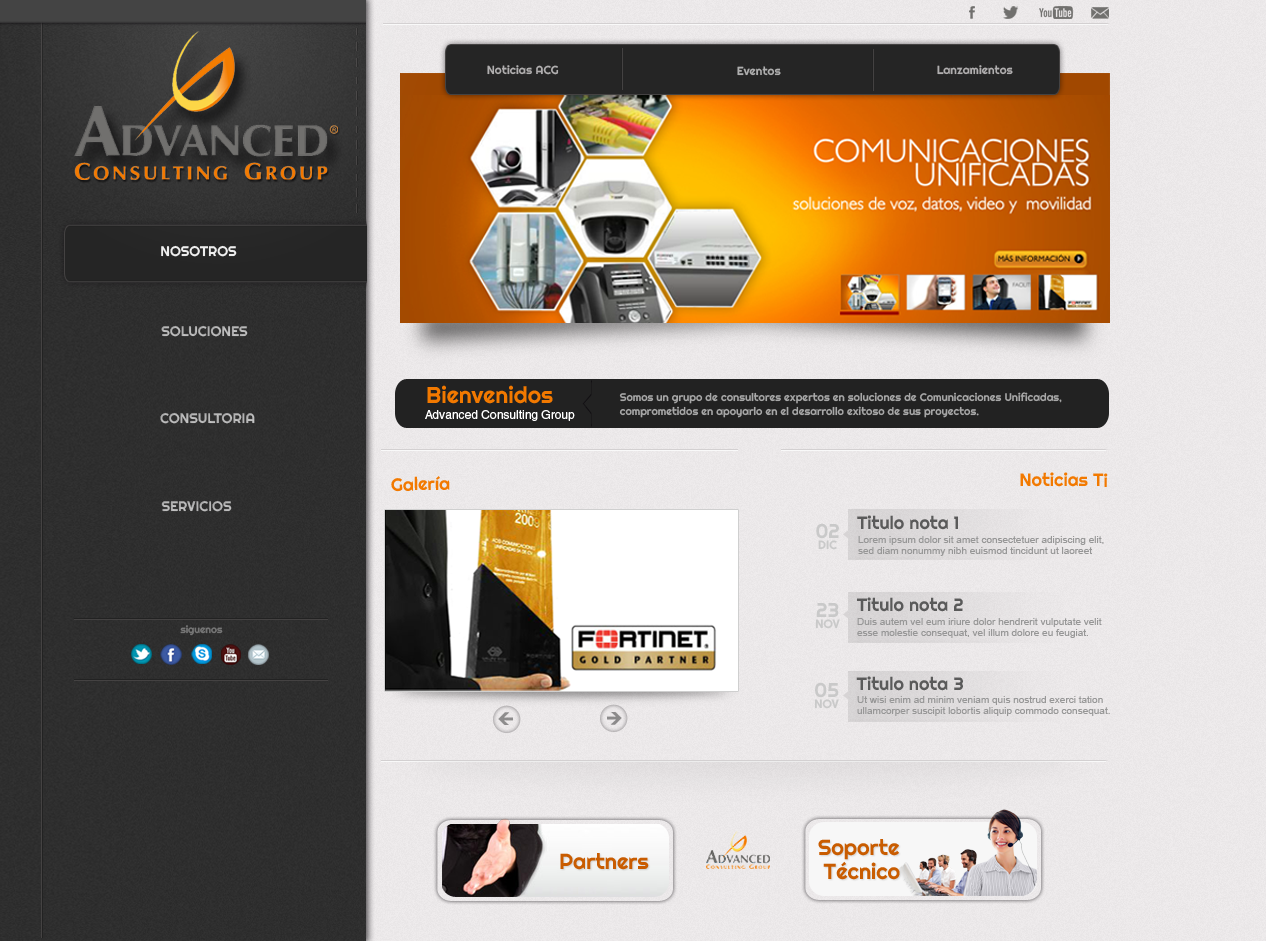 ADVANCED®
CONSULTING GROUP
NOSOTROS
SOLUCIONES
CONSULTORIA
SERVICIOS
siguenos
You Tube
You Tube
Noticias ACG
Eventos
Lanzamientos
COMUNICACIONES
UNIFICADAS
soluciones de voz, datos, video y movilidad
MÁS INFORMACIÓN
Bienvenidos
Advanced Consulting Group
Somos un grupo de consultores expertos en soluciones de Comunicaciones Unificadas,
comprometidos en apoyarlo en el desarrollo exitoso de sus proyectos.
Galería
2009
FORTINET
GOLD PARTNER
Noticias Ti
02
DIC
Titulo nota 1
Lorem ipsum dolor sit amet consectetuer adipiscing elit,
sed diam nonummy nibh euismod tincidunt ut laoreet
23
NOV
Titulo nota 2
Duis autem vel eum iriure dolor hendrerit vulputate velit
esse molestie consequat, vel illum dolore eu feugiat.
05
NOV
Titulo nota 3
Ut wisi enim ad minim veniam quis nostrud exerci tation
ullamcorper suscipit lobortis aliquip commodo consequat.
Partners
ADVANCED
CONSULTING GROUP
Soporte
Técnico